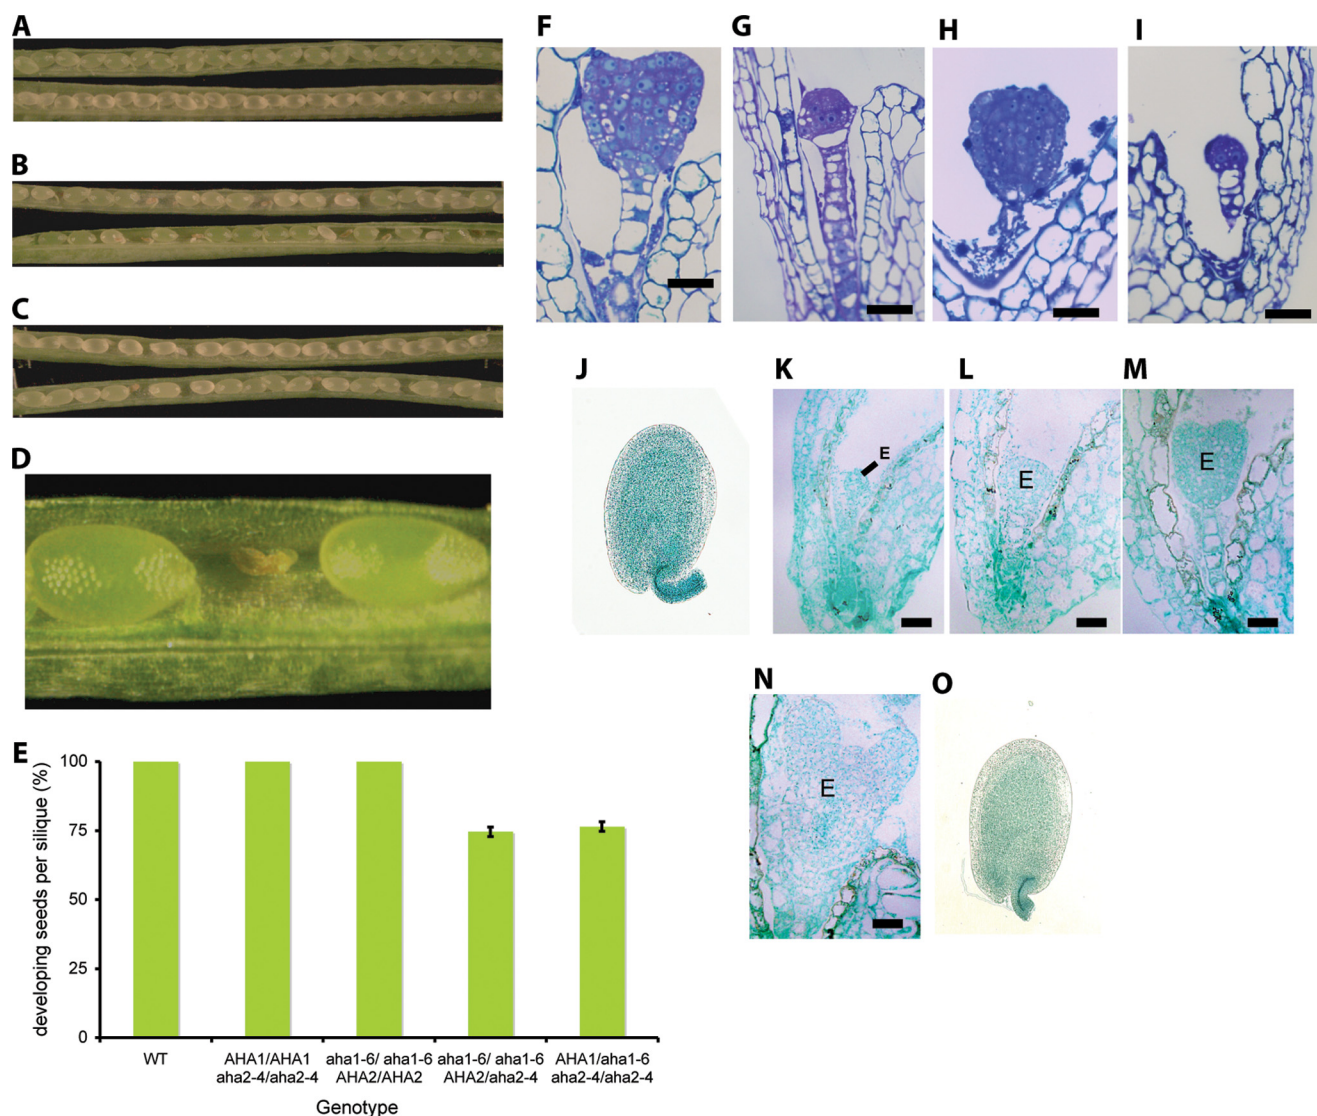 A
B
C
D
F
G
H
I
J
K
L
M
E
E
E
N
O
E
E
developing seeds per silique (%)
100
75
50
25
0
WT
AHA1/AHA1
aha2-4/aha2-4
aha1-6/ aha1-6
AHA2/AHA2
aha1-6/ aha1-6
AHA2/aha2-4
AHA1/aha1-6
aha2-4/aha2-4
Genotype